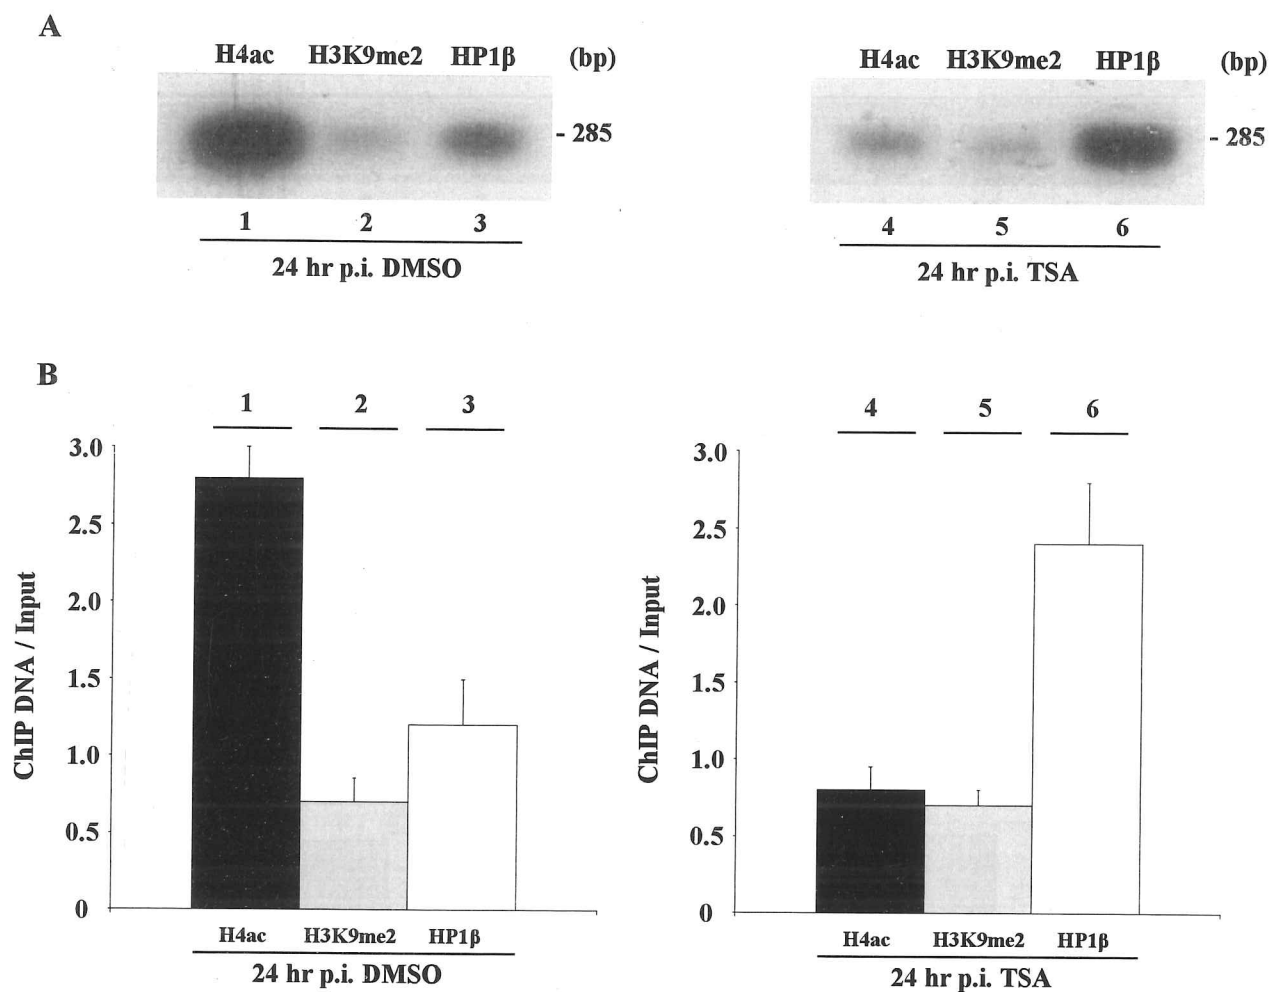 A
H4ac H3K9me2 HP1β (bp)
- 285
1 2 3
24 hr p.i. DMSO
H4ac H3K9me2 HP1β (bp)
- 285
4 5 6
24 hr p.i. TSA
B
1 2 3
3.0
2.5
2.0
1.5
1.0
0.5
0
ChIP DNA / Input
H4ac H3K9me2 HP1β
24 hr p.i. DMSO
4 5 6
3.0
2.5
2.0
1.5
1.0
0.5
0
ChIP DNA / Input
H4ac H3K9me2 HP1β
24 hr p.i. TSA